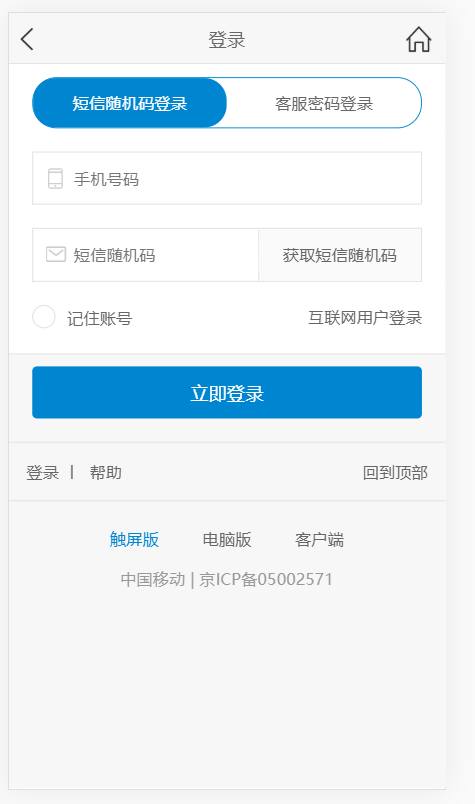 登录
短信随机码登录 客服密码登录
手机号码
短信随机码 获取短信随机码
记住账号 互联网用户登录
立即登录
登录 | 帮助 回到顶部
触屏版 电脑版 客户端
中国移动 | 京ICP备05002571